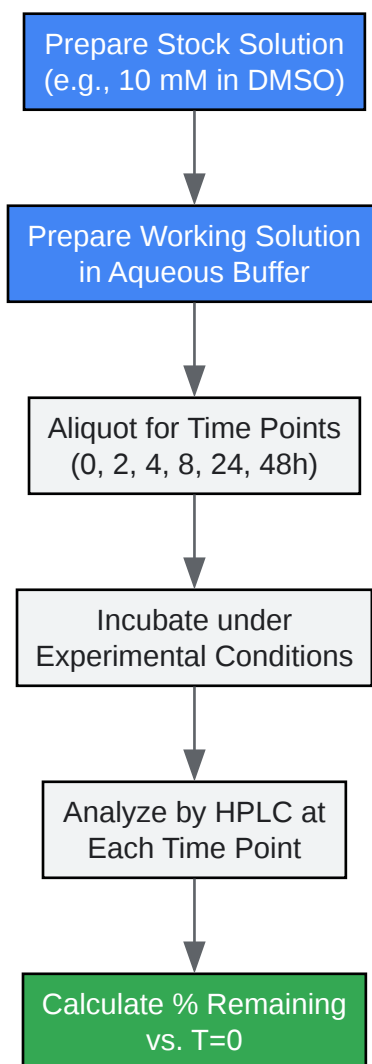 Prepare Stock Solution
(e.g., 10 mM in DMSO)
Prepare Working Solution
in Aqueous Buffer
Aliquot for Time Points
(0, 2, 4, 8, 24, 48h)
Incubate under
Experimental Conditions
Analyze by HPLC at
Each Time Point
Calculate % Remaining
vs. T=0